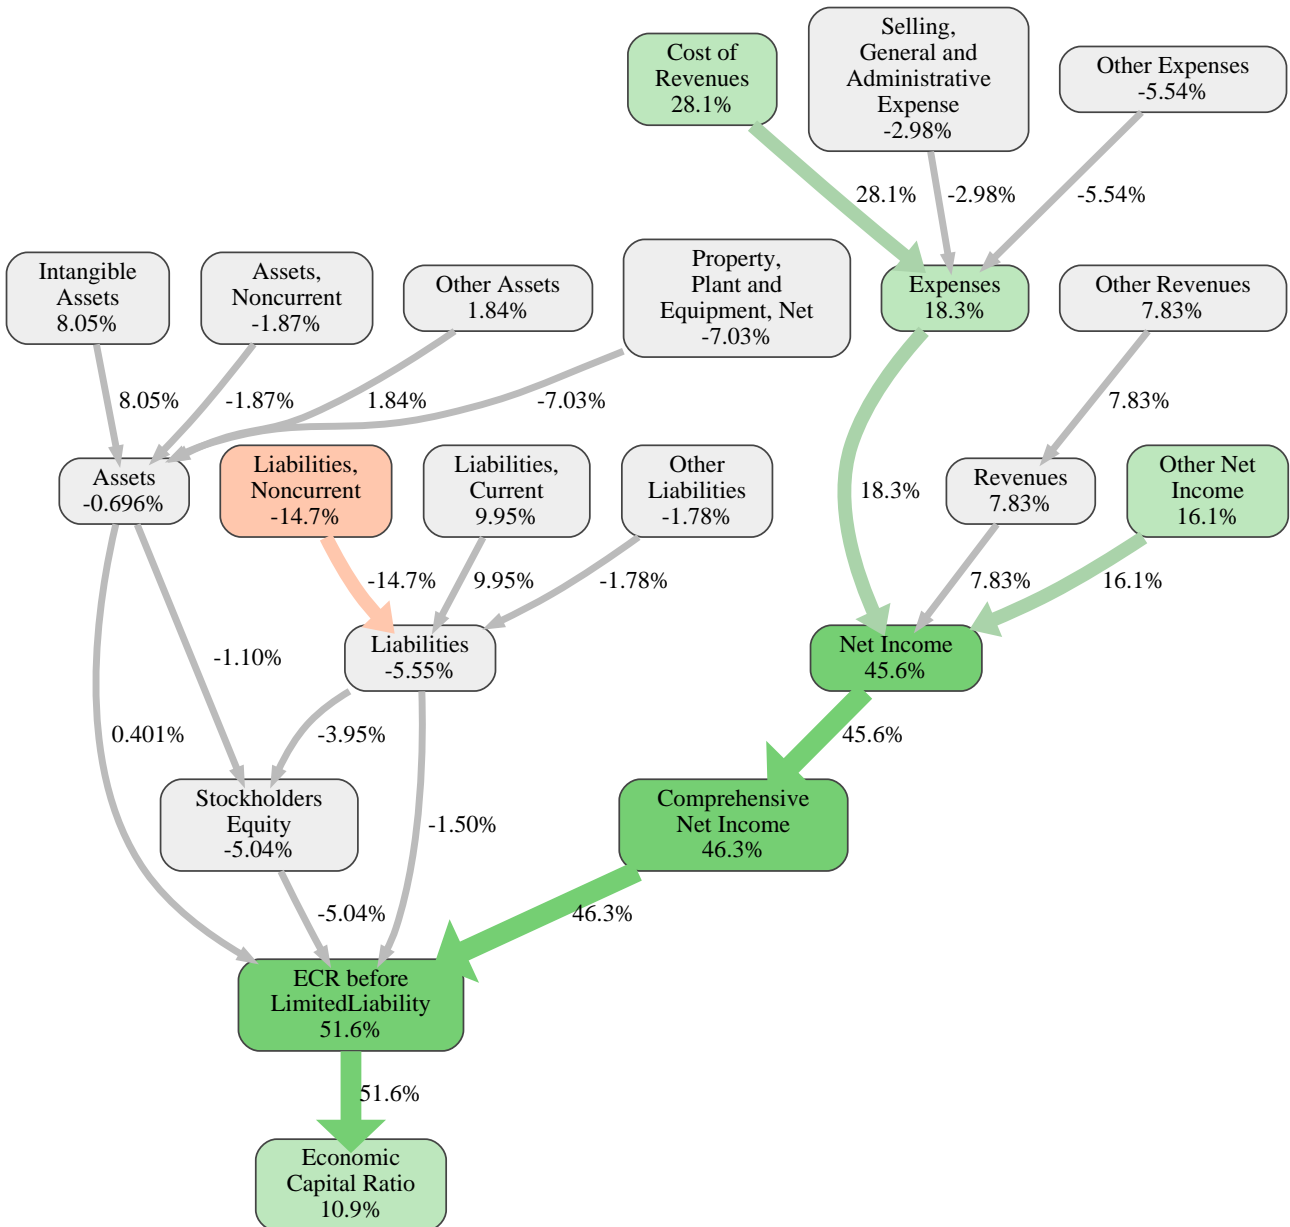 Cost of
Revenues
28.1%
Selling,
General and
Administrative
Expense
-2.98%
Other Expenses
-5.54%
28.1%
-2.98%
-5.54%
Intangible
Assets
8.05%
Assets,
Noncurrent
-1.87%
Other Assets
1.84%
Property,
Plant and
Equipment, Net
-7.03%
Expenses
18.3%
Other Revenues
7.83%
8.05%
-1.87%
1.84%
-7.03%
7.83%
Assets
-0.696%
Liabilities,
Noncurrent
-14.7%
Liabilities,
Current
9.95%
Other
Liabilities
-1.78%
18.3%
Revenues
7.83%
Other Net
Income
16.1%
-14.7%
9.95%
-1.78%
7.83%
16.1%
Liabilities
-5.55%
Net Income
45.6%
-1.10%
0.401%
-3.95%
45.6%
Stockholders
Equity
-5.04%
-1.50%
Comprehensive
Net Income
46.3%
-5.04%
46.3%
ECR before
LimitedLiability
51.6%
51.6%
Economic
Capital Ratio
10.9%